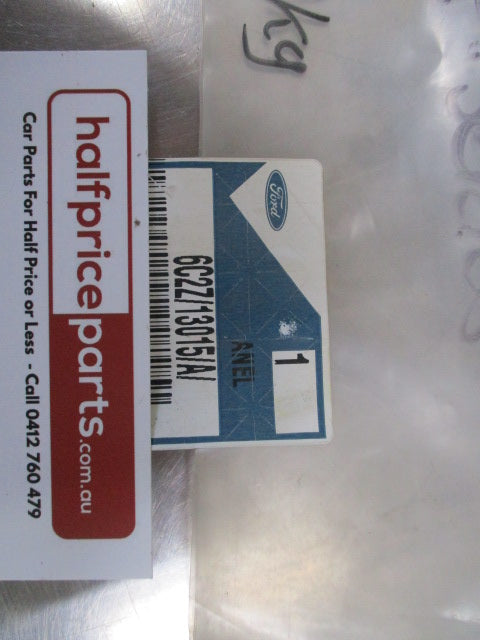 halfpriceparts.com.au
Car Parts For Half Price or Less - Call 0412 760 479
Ford
1
ANEL
6C2Z/13015/A/
kg